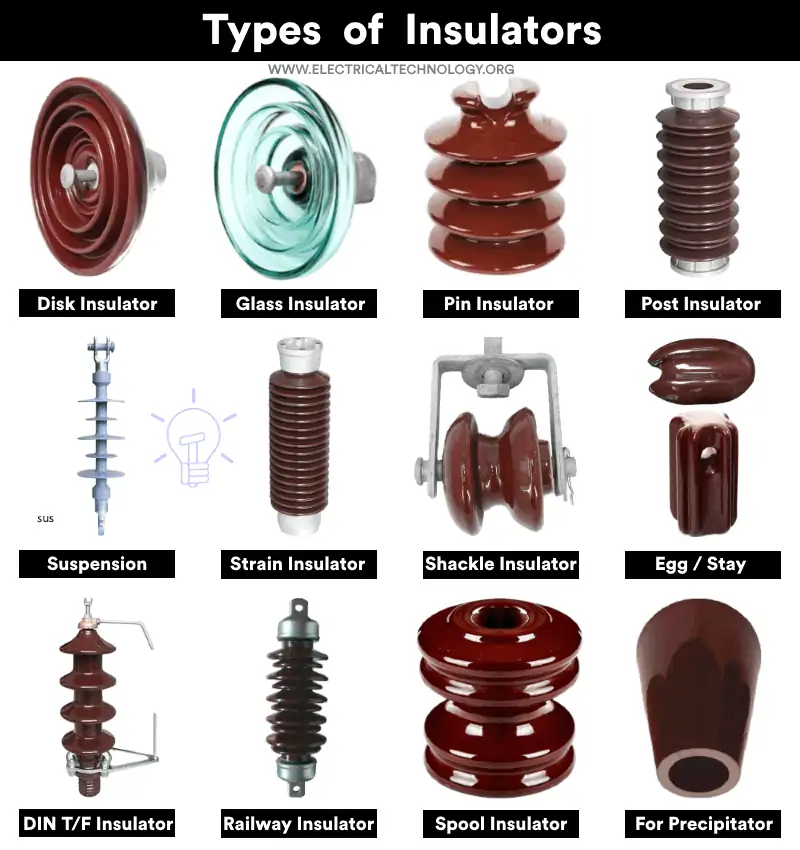 Types of Insulators
WWW.ELECTRICALTECHNOLOGY.ORG
Disk Insulator
Glass Insulator
Pin Insulator
Post Insulator
sus
Suspension
Strain Insulator
Shackle Insulator
Egg / Stay
DIN T/F Insulator
Railway Insulator
Spool Insulator
For Precipitator